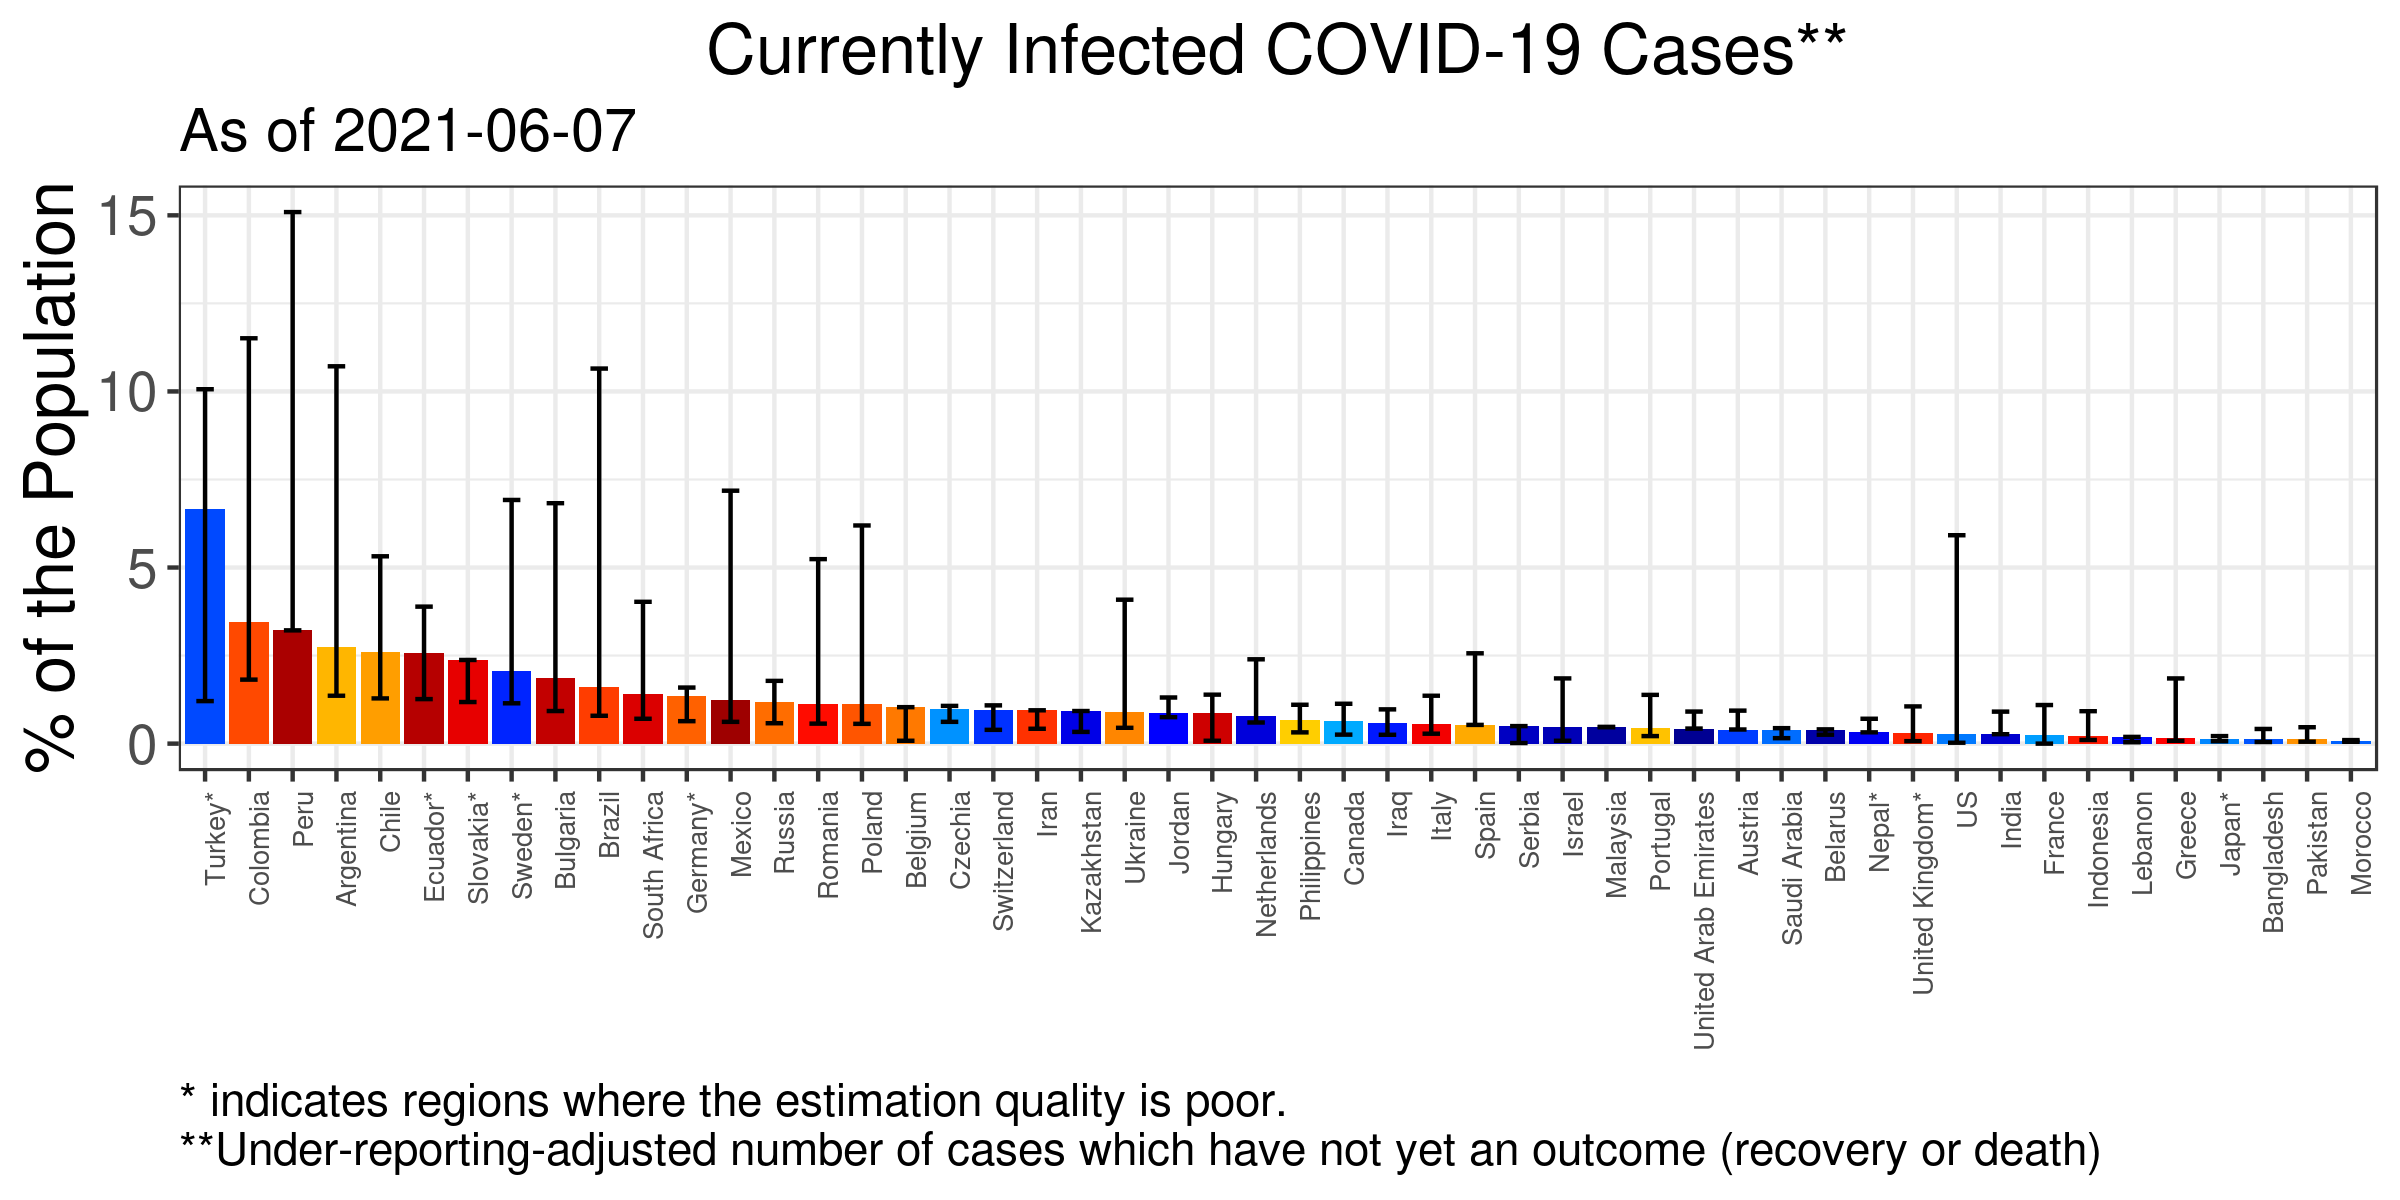 Currently Infected COVID-19 Cases**
As of 2021-06-07
% of the Population
15
10
5
0
Turkey*
Colombia
Peru
Argentina
Chile
Ecuador*
Slovakia*
Sweden*
Bulgaria
Brazil
South Africa
Germany*
Mexico
Russia
Romania
Poland
Belgium
Czechia
Switzerland
Iran
Kazakhstan
Ukraine
Jordan
Hungary
Netherlands
Philippines
Canada
Iraq
Italy
Spain
Serbia
Israel
Malaysia
Portugal
United Arab Emirates
Austria
Saudi Arabia
Belarus
Nepal*
United Kingdom*
US
India
France
Indonesia
Lebanon
Greece
Japan*
Bangladesh
Pakistan
Morocco
* indicates regions where the estimation quality is poor.
**Under-reporting-adjusted number of cases which have not yet an outcome (recovery or death)